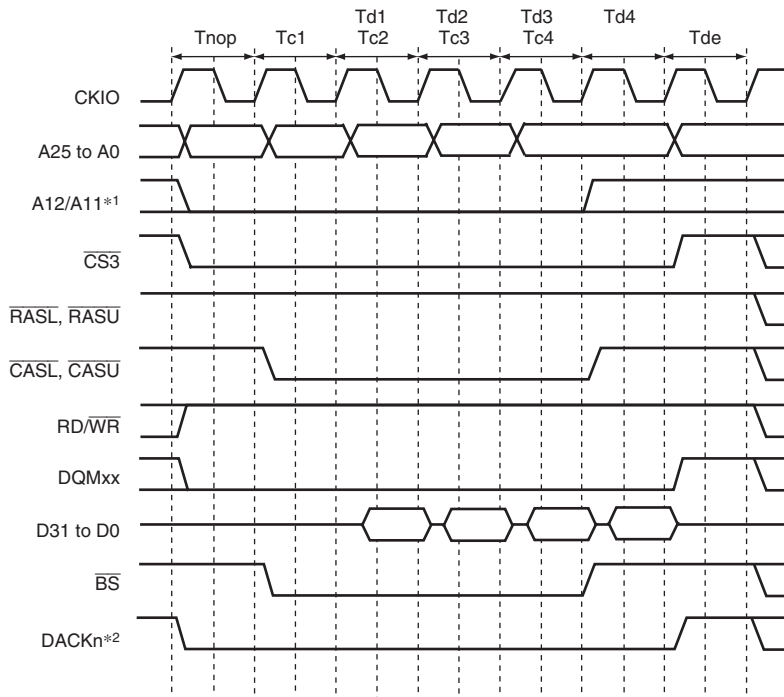 Td1 Td2 Td3 Td4
Tnop Tc1 Tc2 Tc3 Tc4 Tde
CKIO
A25 to A0
A12/A11*1
CS3
RASL, RASU
CASL, CASU
RD/WR
DQMxx
D31 to D0
BS
DACKn*2